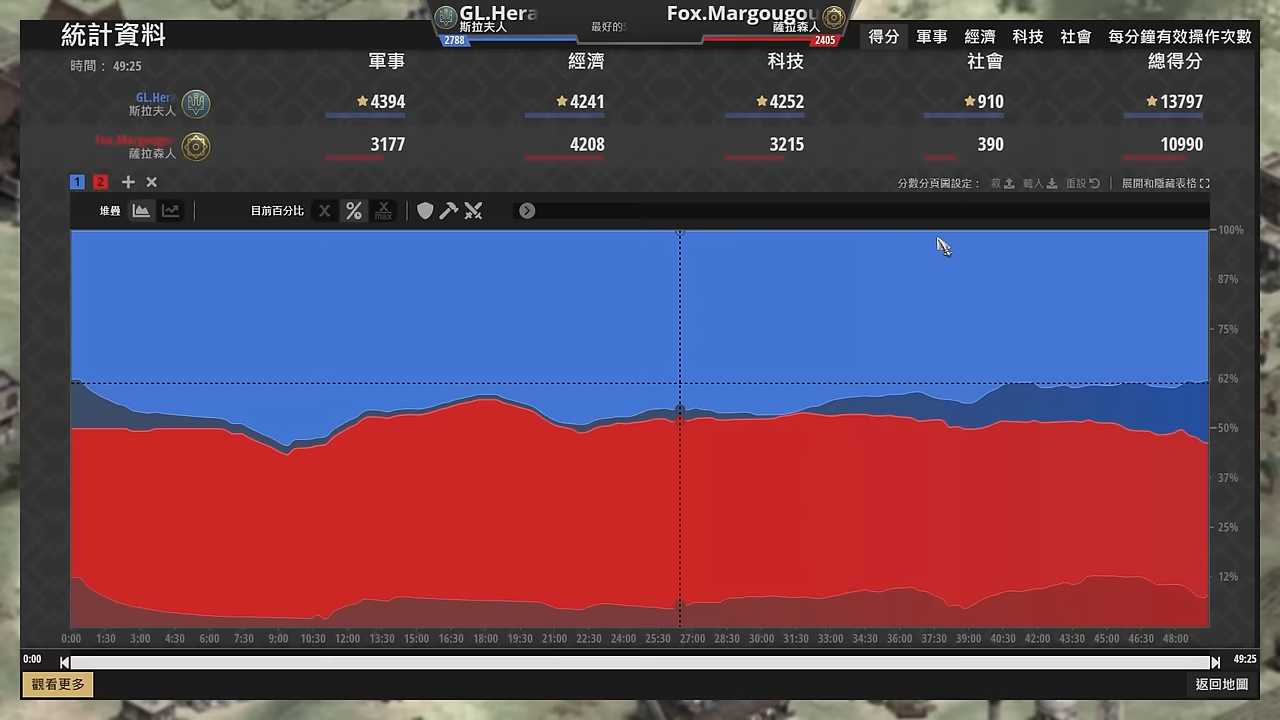 GL.Hera
斯拉夫人
2788
最好的
Fox.Margougou
薩拉森人
2405
統計資料
得分 軍事 經濟 科技 社會 每分鐘有效操作次數
時間： 49:25
軍事 經濟 科技 社會 總得分
GL.Hera
斯拉夫人
4394 4241 4252 910 13797
Fox.Margougou
薩拉森人
3177 4208 3215 390 10990
1 2
分數分頁圖設定： 載入 重設 展開和隱藏表格
堆疊 目前百分比 X % X max
100%
87%
75%
62%
50%
37%
25%
12%
0:00 1:30 3:00 4:30 6:00 7:30 9:00 10:30 12:00 13:30 15:00 16:30 18:00 19:30 21:00 22:30 24:00 25:30 27:00 28:30 30:00 31:30 33:00 34:30 36:00 37:30 39:00 40:30 42:00 43:30 45:00 46:30 48:00
0:00 49:25
觀看更多 返回地圖